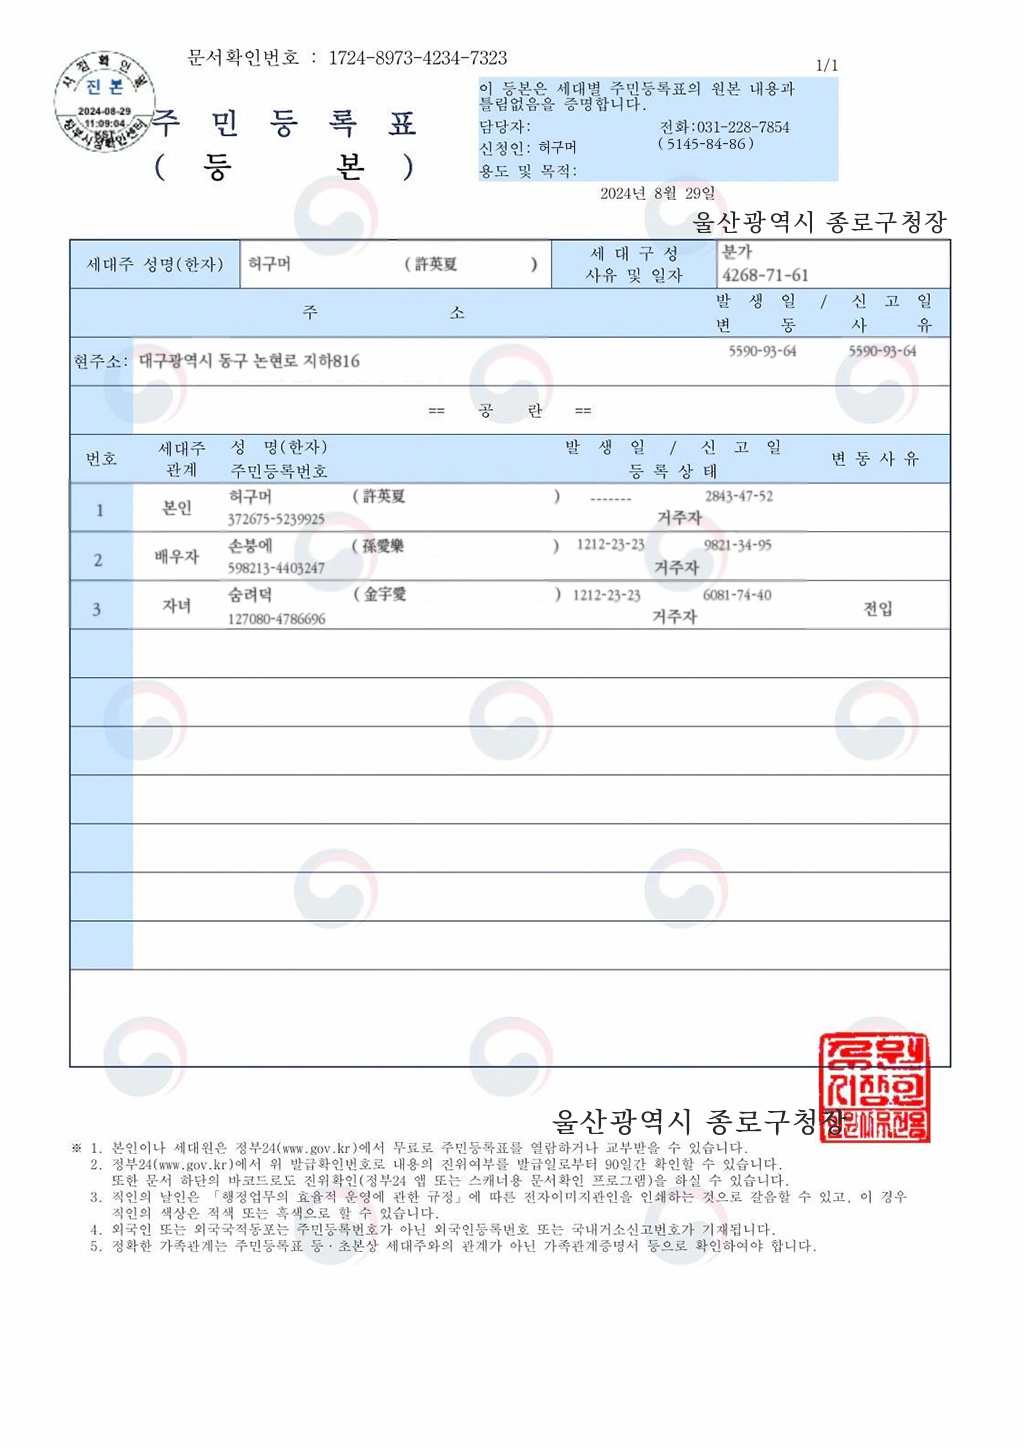 문서확인번호 : 1724-8973-4234-7323
1/1
시점확인필
진본
2024-08-29
11:09:04
KST
정부시점확인센터
주 민 등 록 표
( 등 본 )
이 등본은 세대별 주민등록표의 원본 내용과
틀림없음을 증명합니다.
담당자: 전화:031-228-7854
신청인: 허구머 (5145-84-86)
용도 및 목적:
2024년 8월 29일
울산광역시 종로구청장
세대주 성명(한자) 허구머 (許英夏 ) 세 대 구 성 사유 및 일자 분가 4268-71-61
주 소 발 생 일 / 신 고 일
변 동 사 유
현주소: 대구광역시 동구 논현로 지하816 5590-93-64 5590-93-64
== 공 란 ==
번호 세대주 관계 성 명(한자) 주민등록번호 발 생 일 / 신 고 일 등 록 상 태 변 동 사 유
1 본인 허구머 (許英夏 ) ------- 2843-47-52
372675-5239925 거주자
2 배우자 손붕에 (孫愛樂 ) 1212-23-23 9821-34-95
598213-4403247 거주자
3 자녀 숨려덕 (金宇愛 ) 1212-23-23 6081-74-40 전입
127080-4786696 거주자
울산광역시 종로구청장
※ 1. 본인이나 세대원은 정부24(www.gov.kr)에서 무료로 주민등록표를 열람하거나 교부받을 수 있습니다.
2. 정부24(www.gov.kr)에서 위 발급확인번호로 내용의 진위여부를 발급일로부터 90일간 확인할 수 있습니다.
또한 문서 하단의 바코드로도 진위확인(정부24 앱 또는 스캐너용 문서확인 프로그램)을 하실 수 있습니다.
3. 직인의 날인은 「행정업무의 효율적 운영에 관한 규정」에 따른 전자이미지관인을 인쇄하는 것으로 갈음할 수 있고, 이 경우
직인의 색상은 적색 또는 흑색으로 할 수 있습니다.
4. 외국인 또는 외국국적동포는 주민등록번호가 아닌 외국인등록번호 또는 국내거소신고번호가 기재됩니다.
5. 정확한 가족관계는 주민등록표 등·초본상 세대주와의 관계가 아닌 가족관계증명서 등으로 확인하여야 합니다.